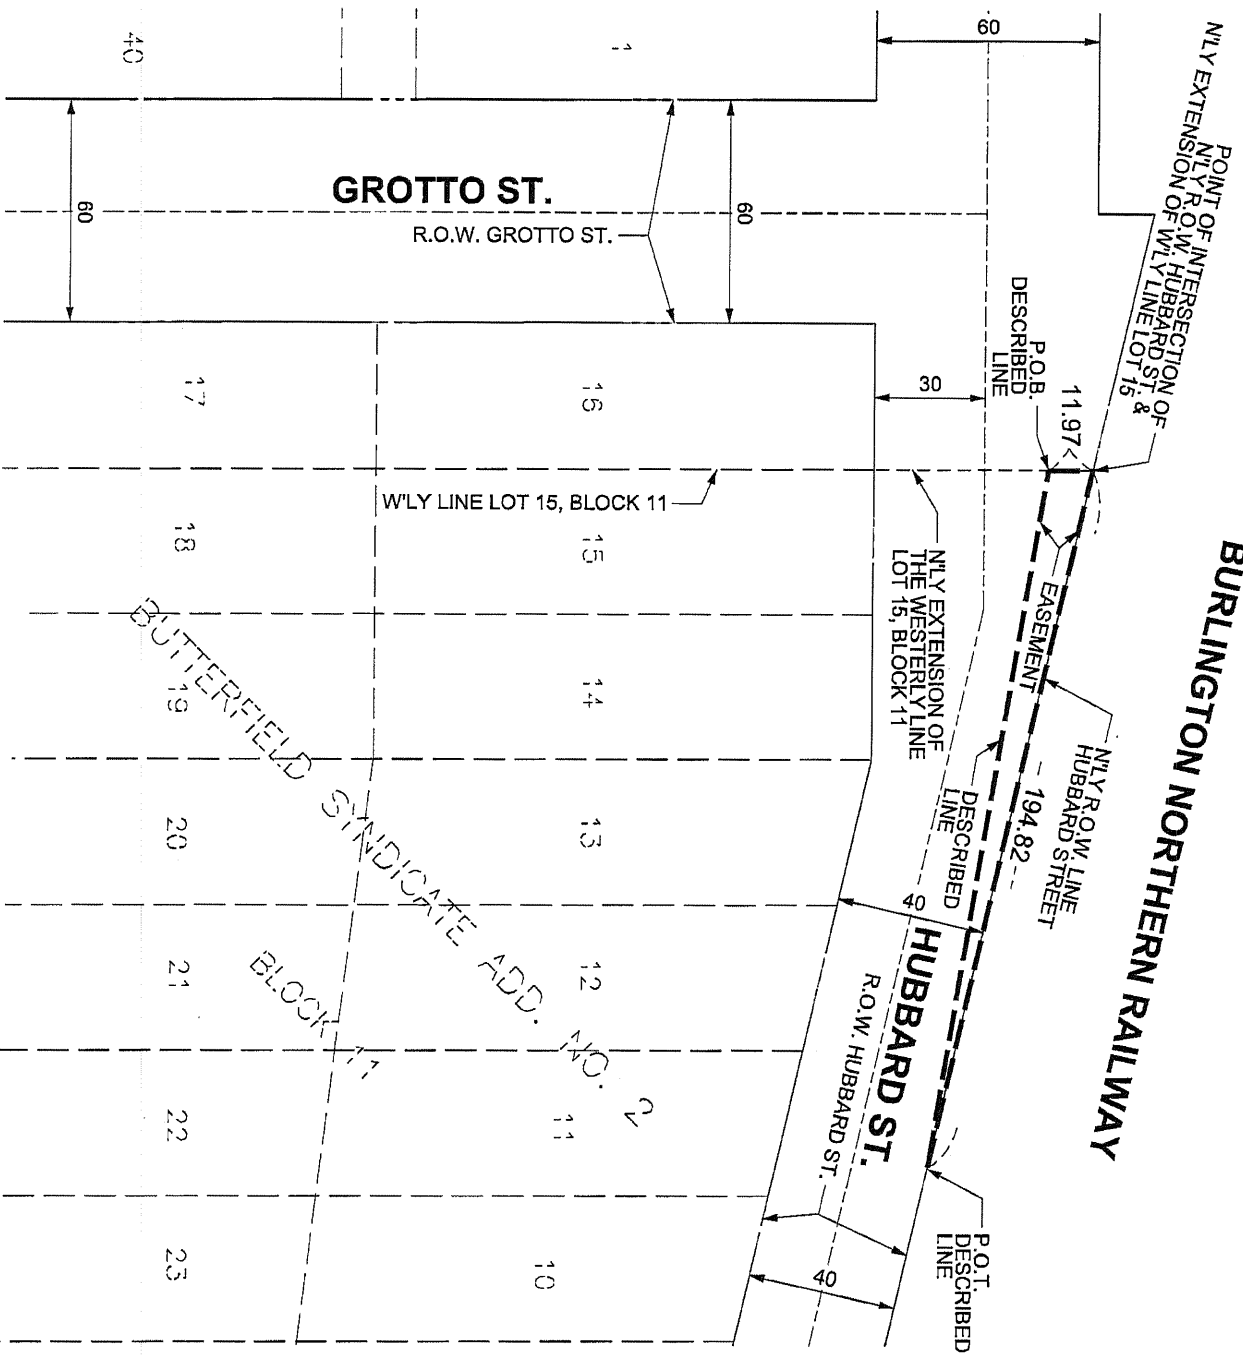 60
POINT OF INTERSECTION OF
N'LY R.O.W. HUBBARD ST. &
N'LY EXTENSION OF W'LY LINE LOT 15
40
1
GROTTO ST.
R.O.W. GROTTO ST.
60
60
P.O.B.
DESCRIBED
LINE
11.97
30
17
16
W'LY LINE LOT 15, BLOCK 11
N'LY EXTENSION OF
THE WESTERLY LINE
LOT 15, BLOCK 11
BURLINGTON NORTHERN RAILWAY
EASEMENT
N'LY R.O.W. LINE
HUBBARD STREET
194.82
DESCRIBED
LINE
18
15
19
14
20
13
BUTTERFIELD SYNDICATE ADD. NO. 2
BLOCK 11
40
HUBBARD ST.
R.O.W. HUBBARD ST.
21
12
22
11
23
10
40
P.O.T.
DESCRIBED
LINE